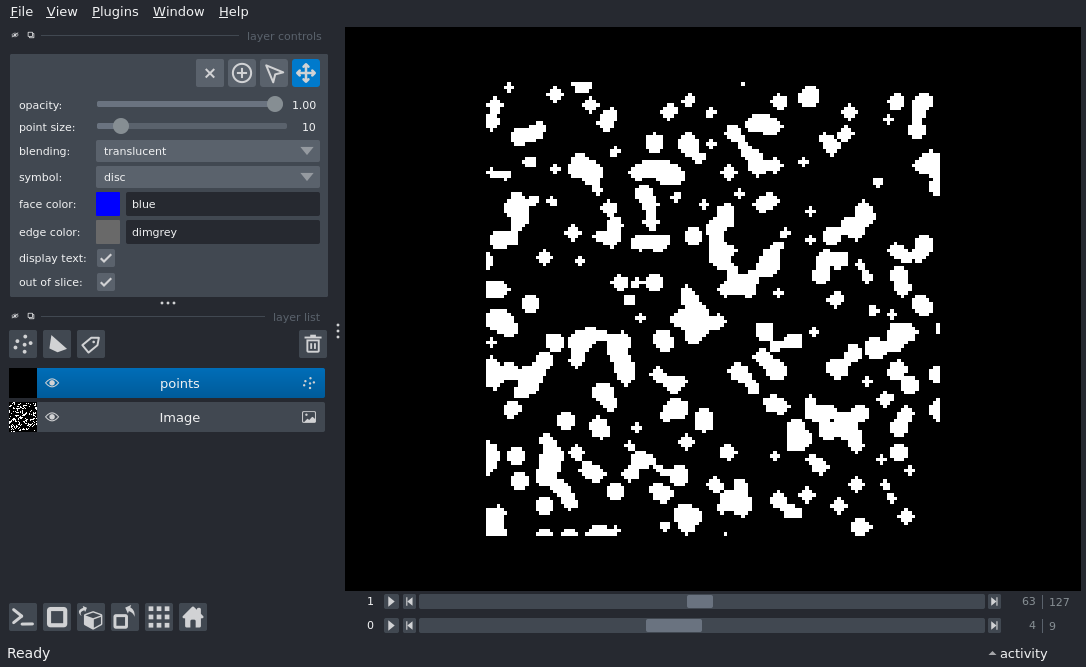 File View Plugins Window Help
layer controls
opacity: 1.00
point size: 10
blending: translucent
symbol: disc
face color: blue
edge color: dimgrey
display text:
out of slice:
layer list
points
Image
1 63 | 127
0 4 | 9
Ready activity